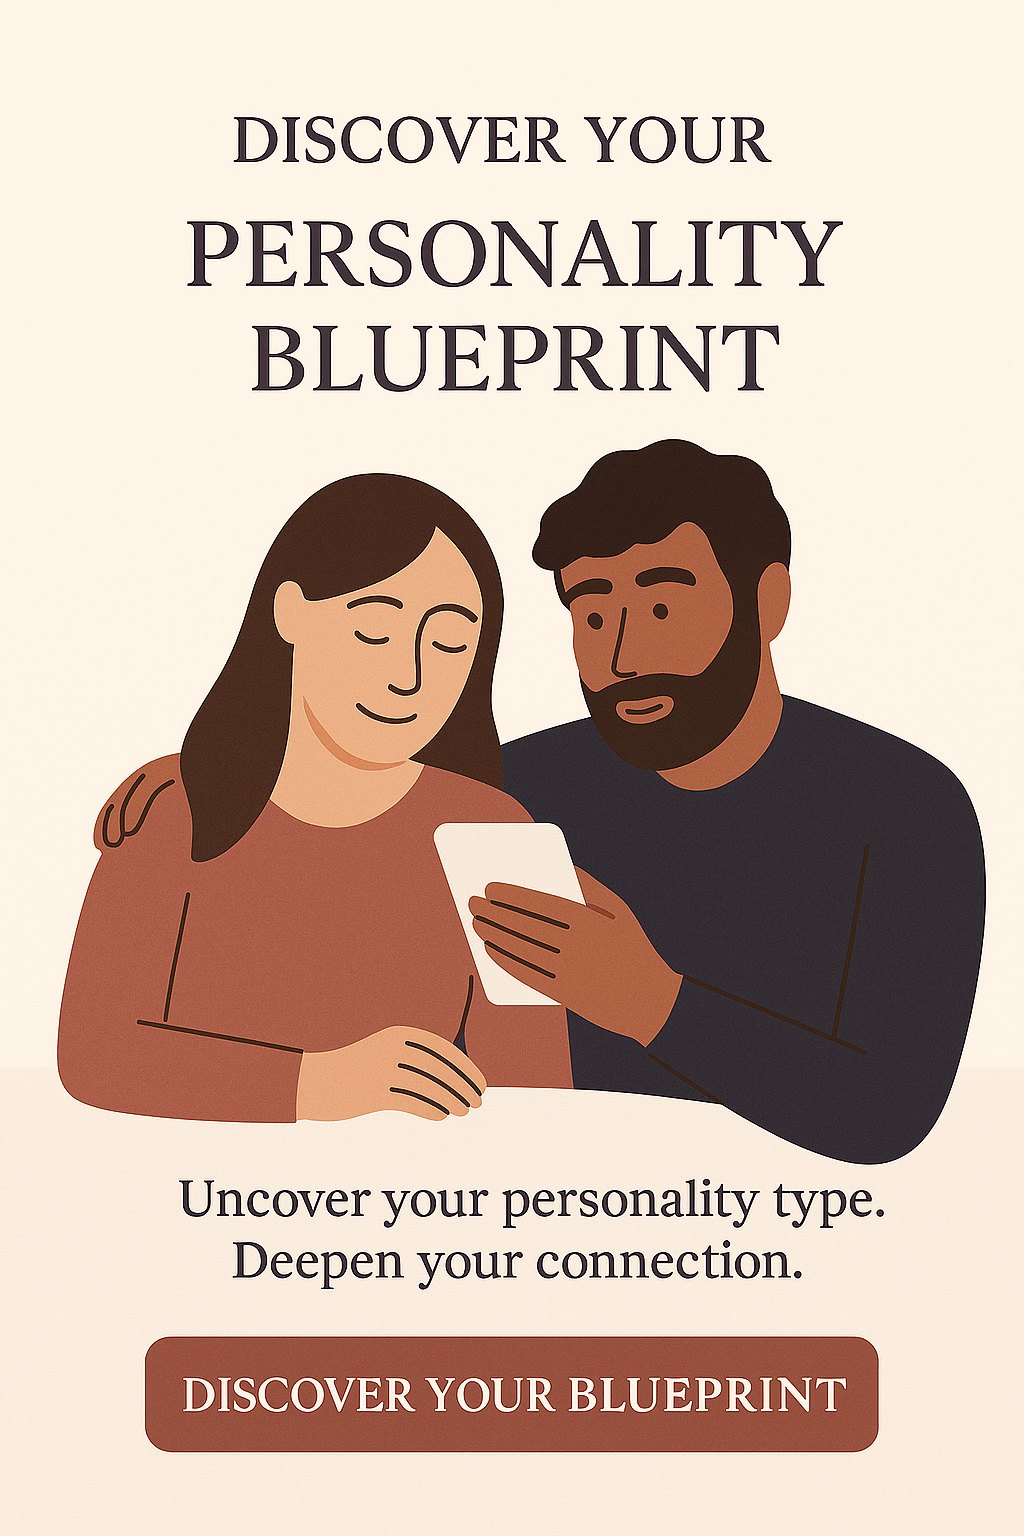 DISCOVER YOUR
PERSONALITY
BLUEPRINT
Uncover your personality type.
Deepen your connection.
DISCOVER YOUR BLUEPRINT